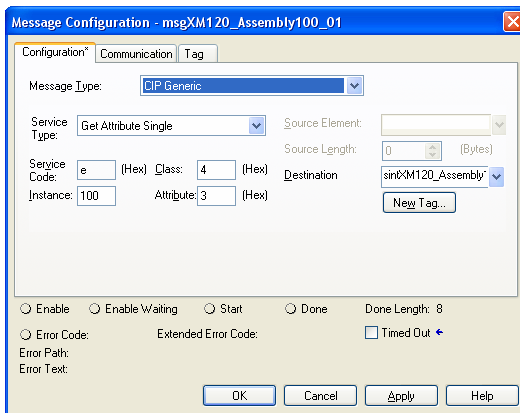 Message Configuration - msgXM120_Assembly100_01
Configuration* Communication Tag
Message Type: CIP Generic
Service Type: Get Attribute Single Source Element:
Source Length: 0 (Bytes)
Service Code: e (Hex) Class: 4 (Hex) Destination sintXM120_Assembly
Instance: 100 Attribute: 3 (Hex) New Tag...
Enable Enable Waiting Start Done Done Length: 8
Error Code: Extended Error Code: Timed Out
Error Path:
Error Text:
OK Cancel Apply Help